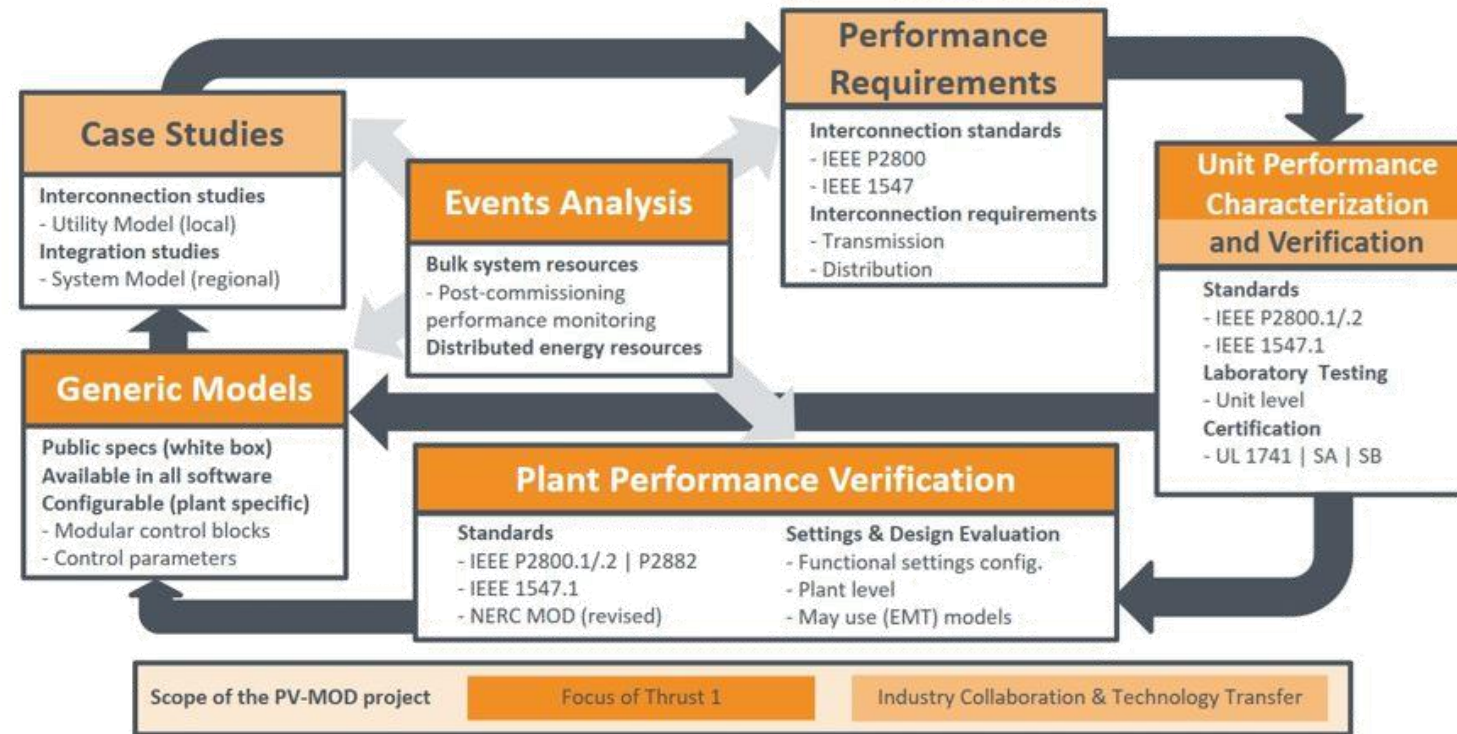 Performance
Requirements
Interconnection standards
- IEEE P2800
- IEEE 1547
Interconnection requirements
- Transmission
- Distribution
Case Studies
Interconnection studies
- Utility Model (local)
Integration studies
- System Model (regional)
Events Analysis
Bulk system resources
- Post-commissioning
performance monitoring
Distributed energy resources
Unit Performance
Characterization
and Verification
Standards
- IEEE P2800.1/.2
- IEEE 1547.1
Laboratory Testing
- Unit level
Certification
- UL 1741 | SA | SB
Generic Models
Public specs (white box)
Available in all software
Configurable (plant specific)
- Modular control blocks
- Control parameters
Plant Performance Verification
Standards
- IEEE P2800.1/.2 | P2882
- IEEE 1547.1
- NERC MOD (revised)
Settings & Design Evaluation
- Functional settings config.
- Plant level
- May use (EMT) models
Scope of the PV-MOD project
Focus of Thrust 1
Industry Collaboration & Technology Transfer